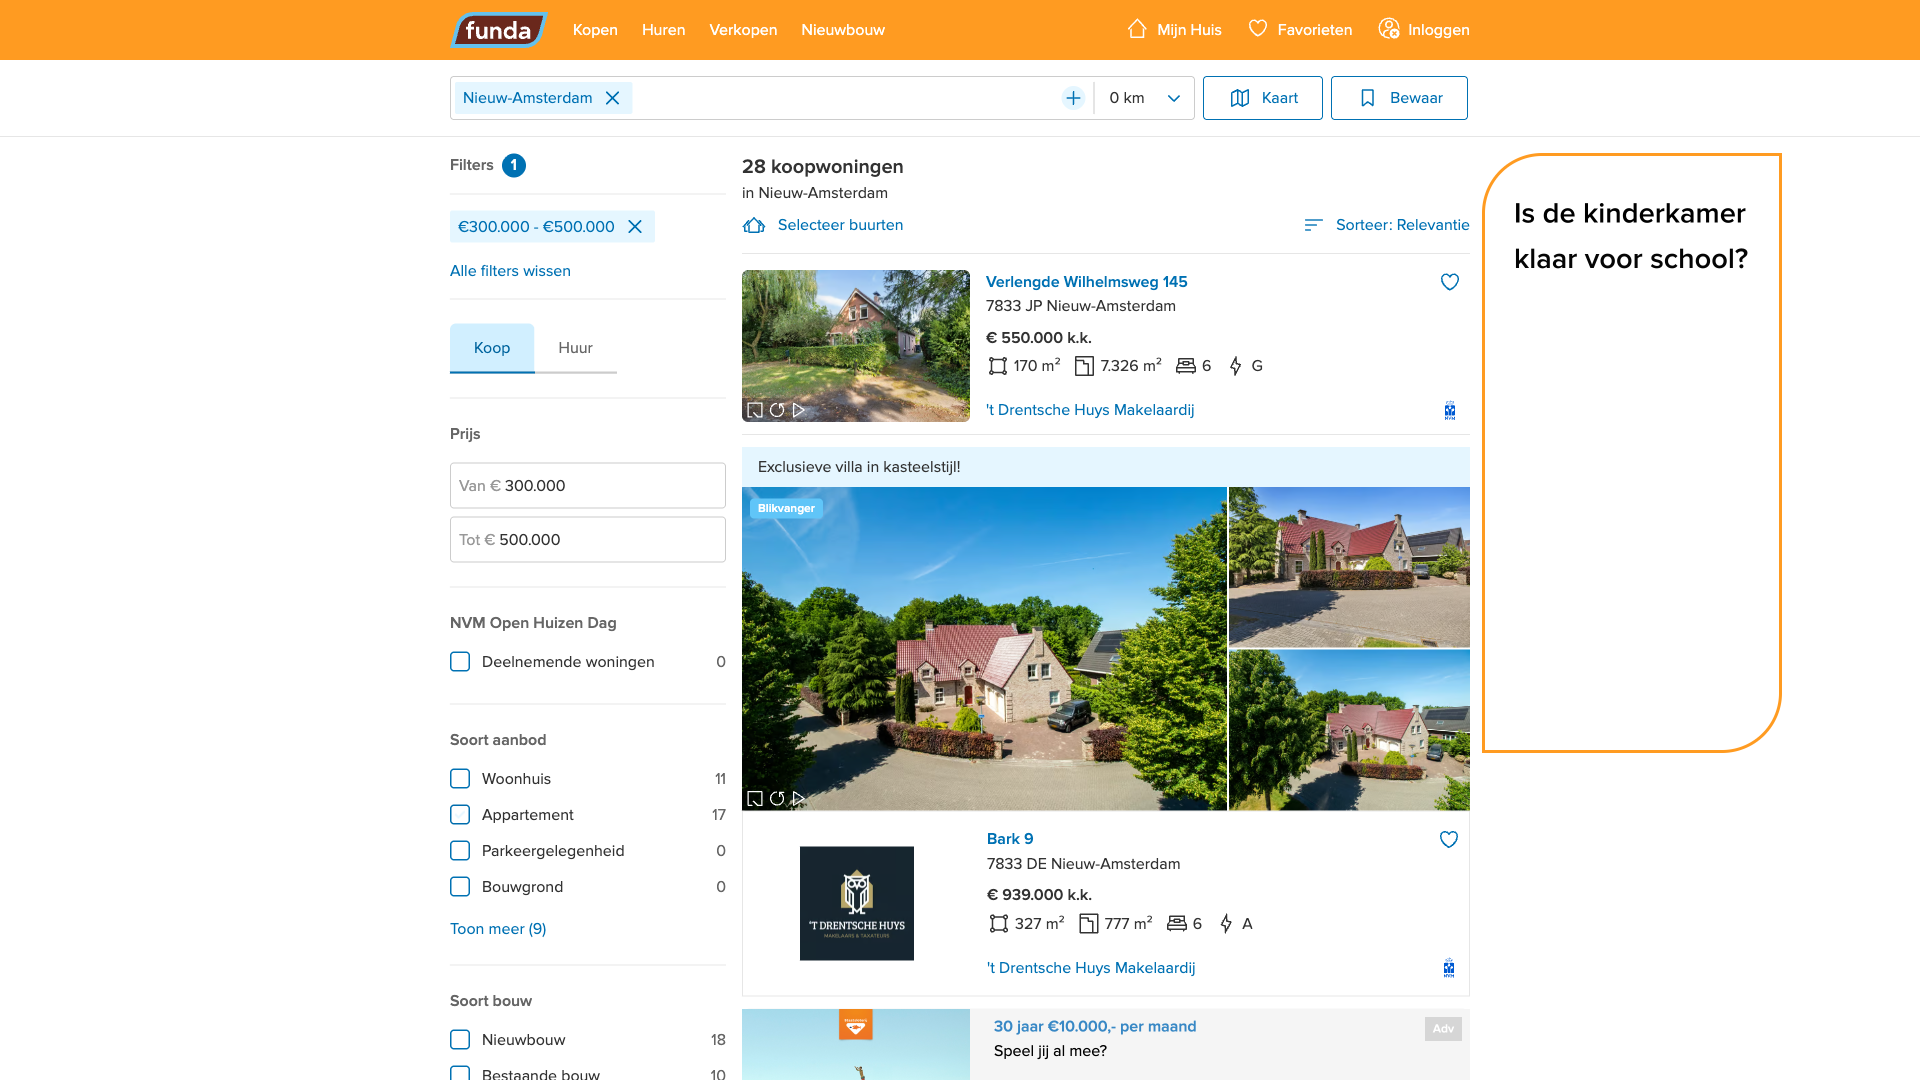 funda
Kopen
Huren
Verkopen
Nieuwbouw
Mijn Huis
Favorieten
Inloggen
Nieuw-Amsterdam
0 km
Kaart
Bewaar
Filters 1
€300.000 - €500.000
Alle filters wissen
Koop
Huur
Prijs
Van € 300.000
Tot € 500.000
NVM Open Huizen Dag
Deelnemende woningen 0
Soort aanbod
Woonhuis 11
Appartement 17
Parkeergelegenheid 0
Bouwgrond 0
Toon meer (9)
Soort bouw
Nieuwbouw 18
Bestaande bouw 10
28 koopwoningen
in Nieuw-Amsterdam
Selecteer buurten
Sorteer: Relevantie
Verlengde Wilhelmsweg 145
7833 JP Nieuw-Amsterdam
€ 550.000 k.k.
170 m² 7.326 m² 6 G
't Drentsche Huys Makelaardij
Exclusieve villa in kasteelstijl!
Blikvanger
'T DRENTSCHE HUYS
MAKELAARS & TAXATEURS
Bark 9
7833 DE Nieuw-Amsterdam
€ 939.000 k.k.
327 m² 777 m² 6 A
't Drentsche Huys Makelaardij
30 jaar €10.000,- per maand
Adv
Speel jij al mee?
Is de kinderkamer
klaar voor school?